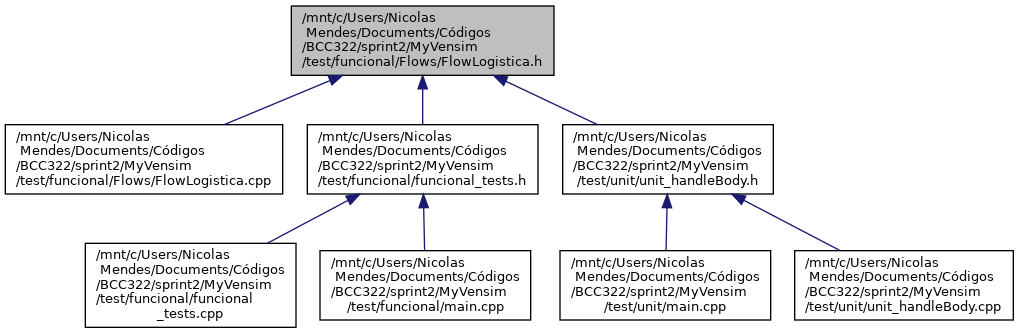 /mnt/c/Users/Nicolas
Mendes/Documents/Códigos
/BCC322/sprint2/MyVensim
/test/funcional/Flows/FlowLogistica.h
/mnt/c/Users/Nicolas
Mendes/Documents/Códigos
/BCC322/sprint2/MyVensim
/test/funcional/Flows/FlowLogistica.cpp
/mnt/c/Users/Nicolas
Mendes/Documents/Códigos
/BCC322/sprint2/MyVensim
/test/funcional/funcional_tests.h
/mnt/c/Users/Nicolas
Mendes/Documents/Códigos
/BCC322/sprint2/MyVensim
/test/unit/unit_handleBody.h
/mnt/c/Users/Nicolas
Mendes/Documents/Códigos
/BCC322/sprint2/MyVensim
/test/funcional/funcional
_tests.cpp
/mnt/c/Users/Nicolas
Mendes/Documents/Códigos
/BCC322/sprint2/MyVensim
/test/funcional/main.cpp
/mnt/c/Users/Nicolas
Mendes/Documents/Códigos
/BCC322/sprint2/MyVensim
/test/unit/main.cpp
/mnt/c/Users/Nicolas
Mendes/Documents/Códigos
/BCC322/sprint2/MyVensim
/test/unit/unit_handleBody.cpp